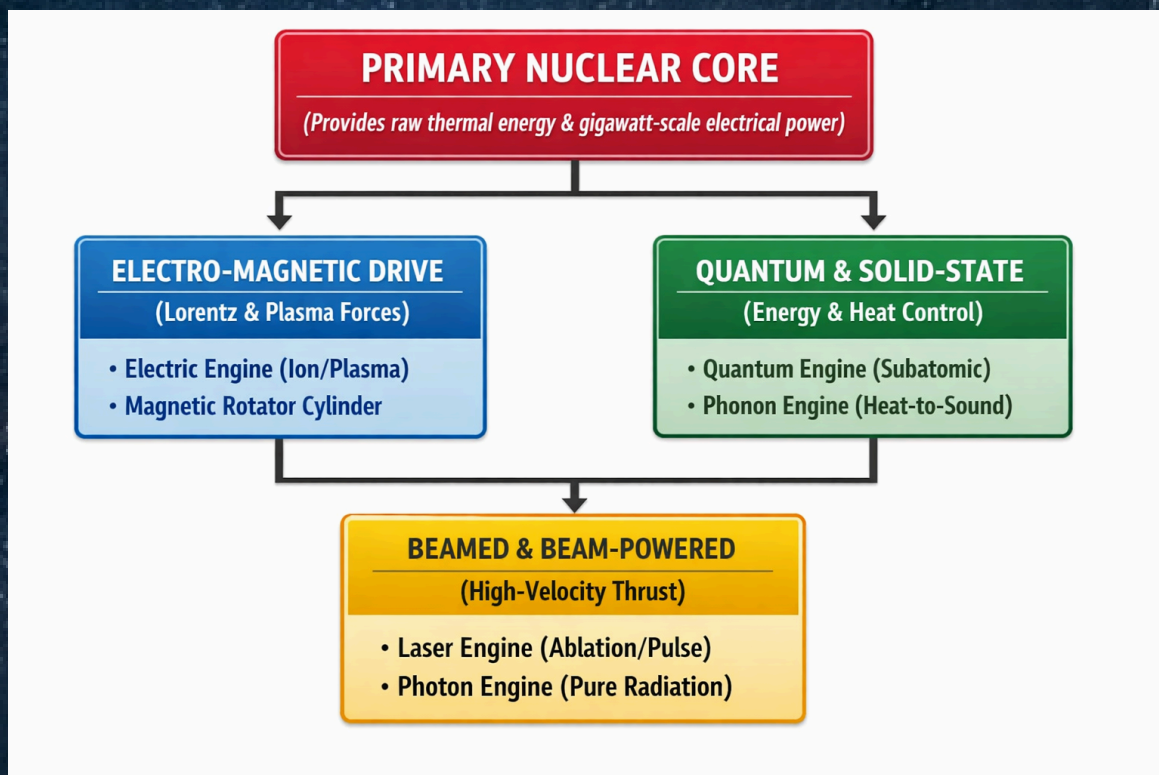 PRIMARY NUCLEAR CORE
(Provides raw thermal energy & gigawatt-scale electrical power)
ELECTRO-MAGNETIC DRIVE
(Lorentz & Plasma Forces)
• Electric Engine (Ion/Plasma)
• Magnetic Rotator Cylinder
QUANTUM & SOLID-STATE
(Energy & Heat Control)
• Quantum Engine (Subatomic)
• Phonon Engine (Heat-to-Sound)
BEAMED & BEAM-POWERED
(High-Velocity Thrust)
• Laser Engine (Ablation/Pulse)
• Photon Engine (Pure Radiation)